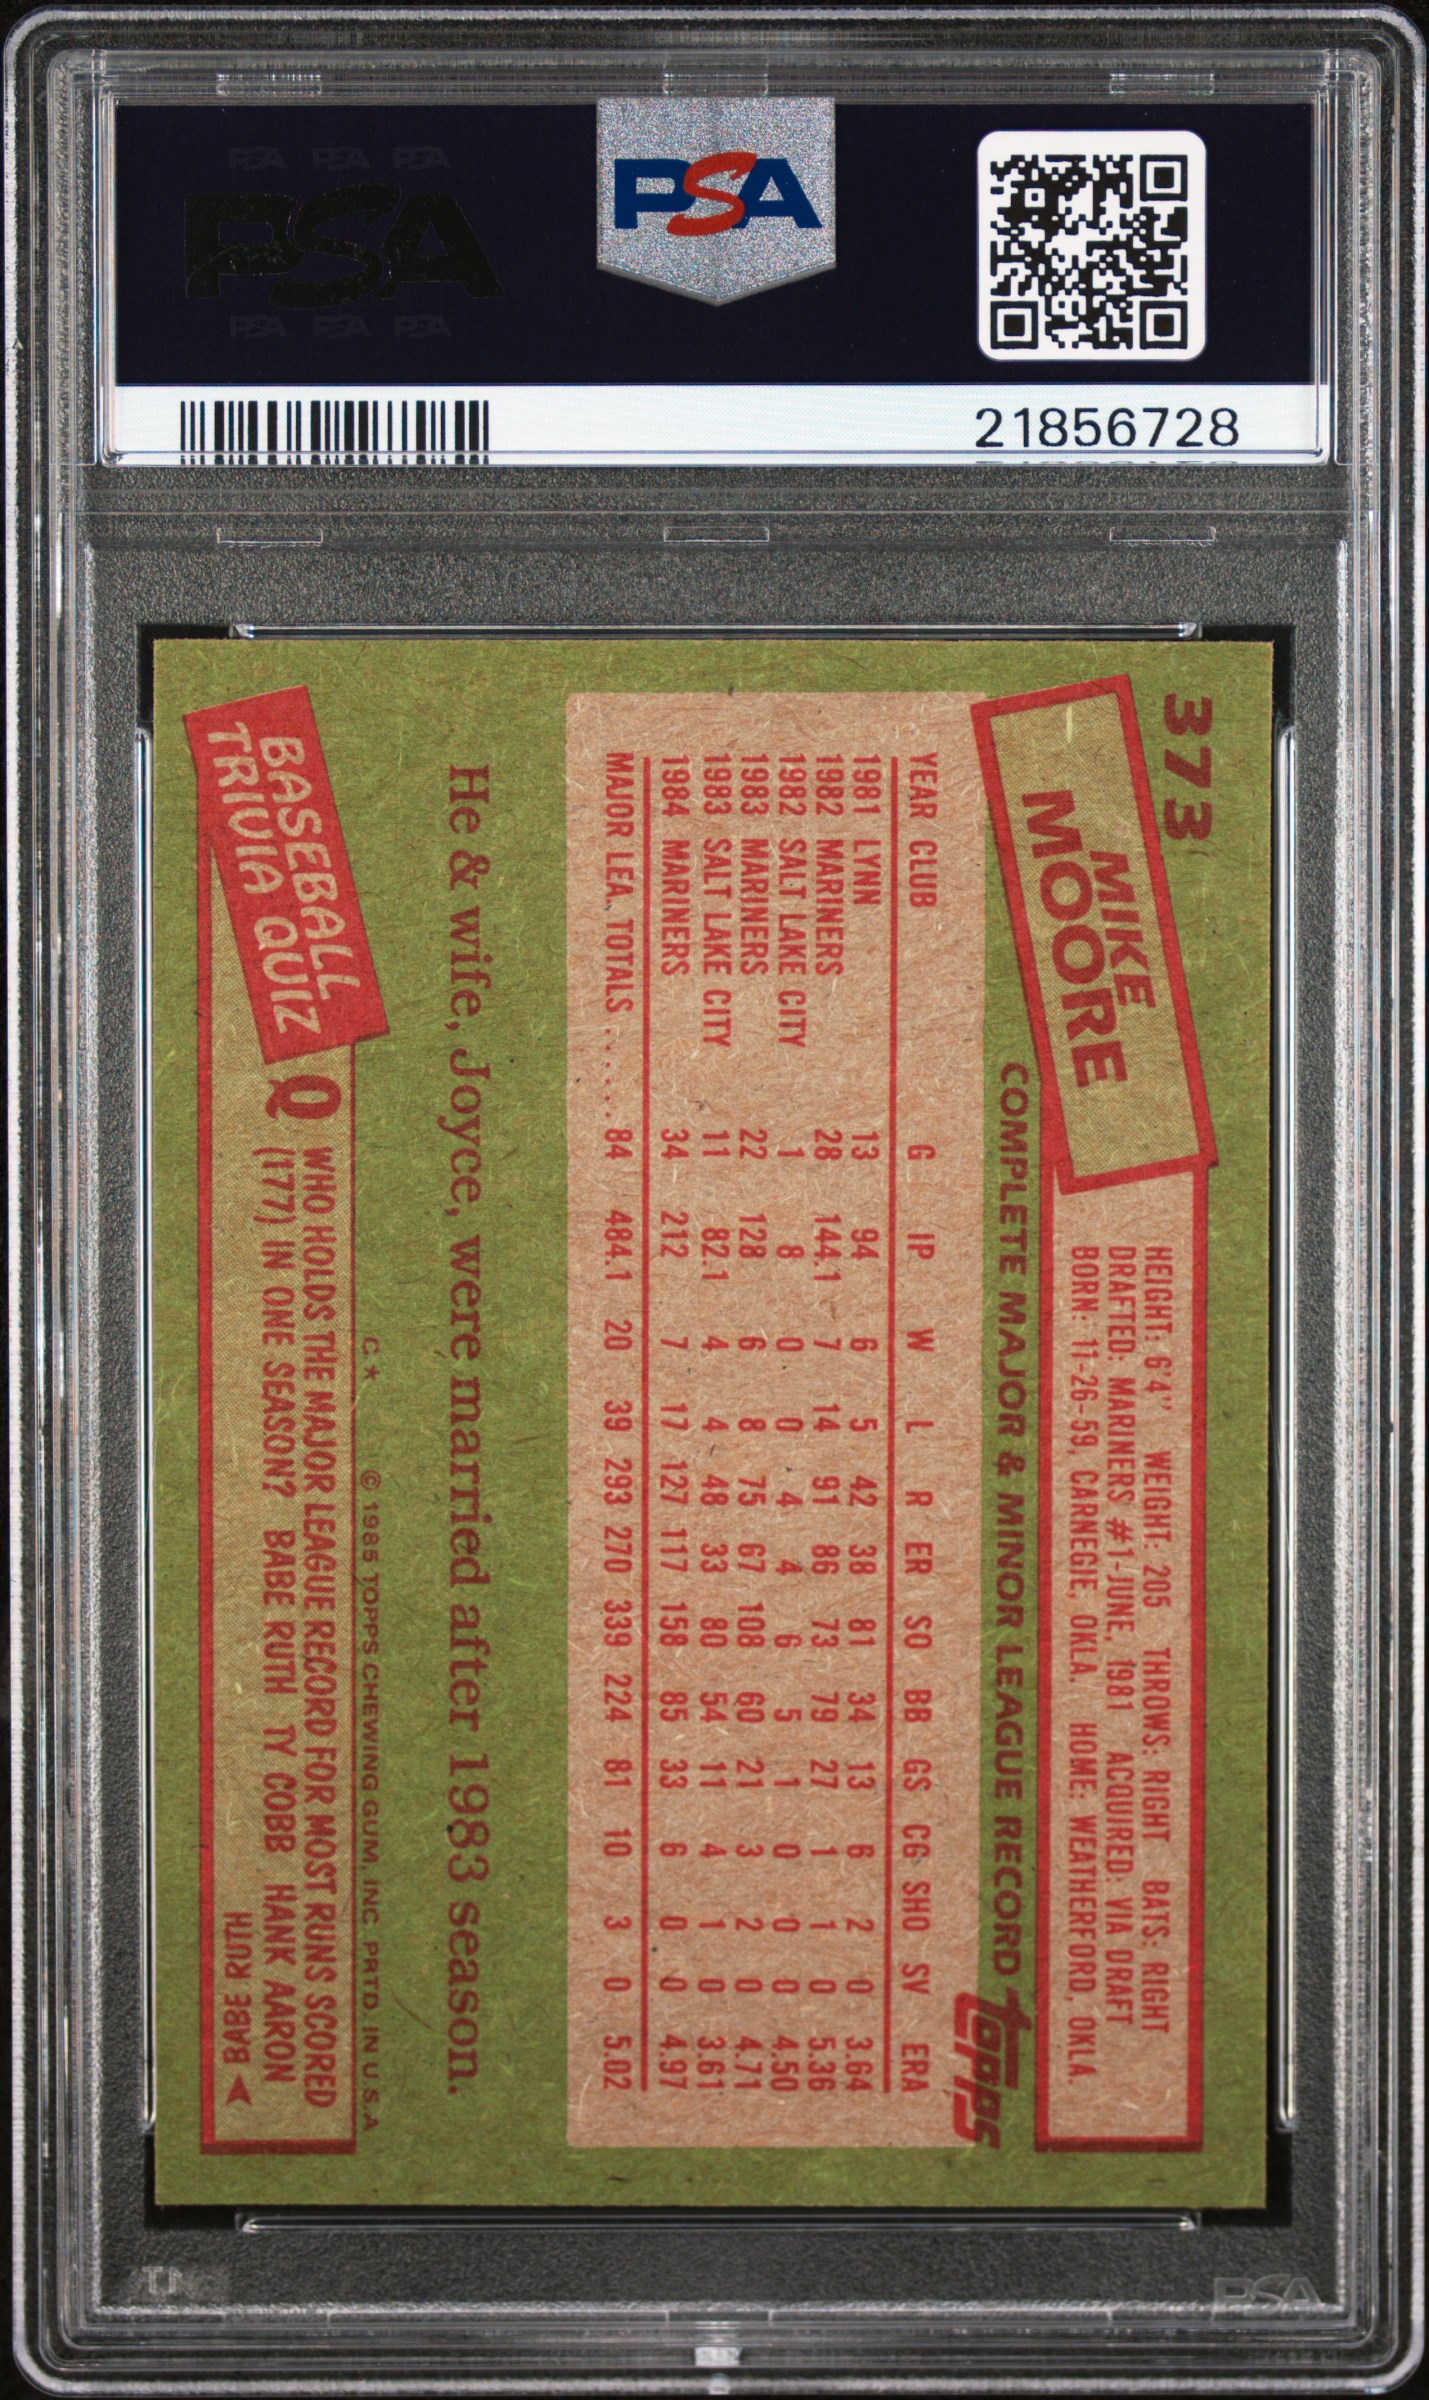 PSA PSA PSA
PSA
PSA PSA PSA
PSA
21856728
373
MIKE
MOORE
HEIGHT: 6'4" WEIGHT: 205 THROWS: RIGHT BATS: RIGHT
DRAFTED: MARINERS #1-JUNE, 1981 ACQUIRED: VIA DRAFT
BORN: 11-26-59, CARNEGIE, OKLA. HOME: WEATHERFORD, OKLA.
COMPLETE MAJOR & MINOR LEAGUE RECORD
Topps
YEAR CLUB G IP W L R ER SO BB GS CG SHO SV ERA
1981 LYNN 13 94 6 5 42 38 81 34 13 6 2 0 3.64
1982 MARINERS 28 144.1 7 14 91 86 73 79 27 1 1 0 5.36
1982 SALT LAKE CITY 1 8 0 0 4 4 6 5 1 0 0 0 4.50
1983 MARINERS 22 128 6 8 75 67 108 60 21 3 2 0 4.71
1983 SALT LAKE CITY 11 82.1 4 4 48 33 80 54 11 4 1 0 3.61
1984 MARINERS 34 212 7 17 127 117 158 85 33 6 0 0 4.97
MAJOR LEA. TOTALS ......84 484.1 20 39 293 270 339 224 81 10 3 0 5.02
He & wife, Joyce, were married after 1983 season.
C★ © 1985 TOPPS CHEWING GUM, INC. PRTD. IN U.S.A
BASEBALL
TRIVIA QUIZ
Q WHO HOLDS THE MAJOR LEAGUE RECORD FOR MOST RUNS SCORED
(177) IN ONE SEASON? BABE RUTH TY COBB HANK AARON
BABE RUTH
PSA